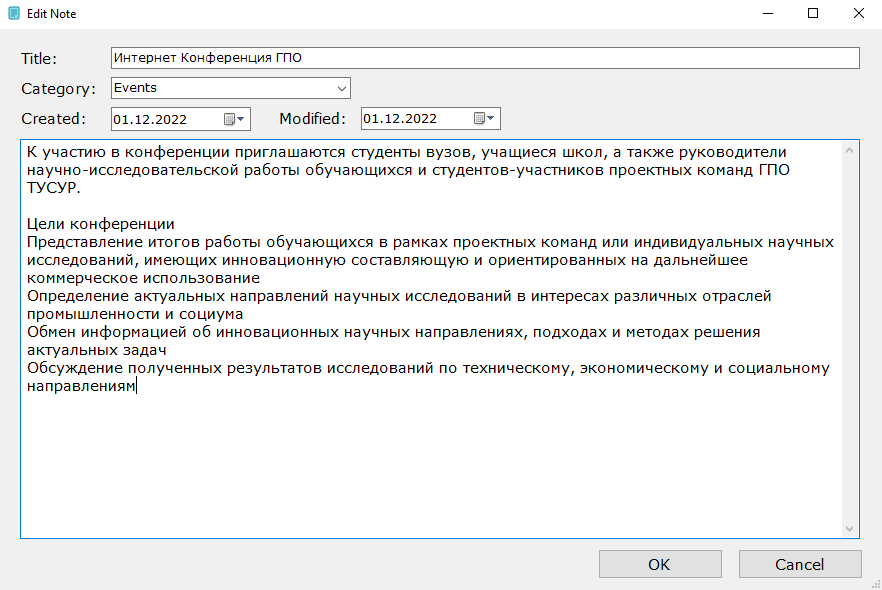 Edit Note
Title:
Интернет Конференция ГПО
Category:
Events
Created:
01.12.2022
Modified:
01.12.2022
К участию в конференции приглашаются студенты вузов, учащиеся школ, а также руководители
научно-исследовательской работы обучающихся и студентов-участников проектных команд ГПО
ТУСУР.
Цели конференции
Представление итогов работы обучающихся в рамках проектных команд или индивидуальных научных
исследований, имеющих инновационную составляющую и ориентированных на дальнейшее
коммерческое использование
Определение актуальных направлений научных исследований в интересах различных отраслей
промышленности и социума
Обмен информацией об инновационных научных направлениях, подходах и методах решения
актуальных задач
Обсуждение полученных результатов исследований по техническому, экономическому и социальному
направлениям
OK
Cancel